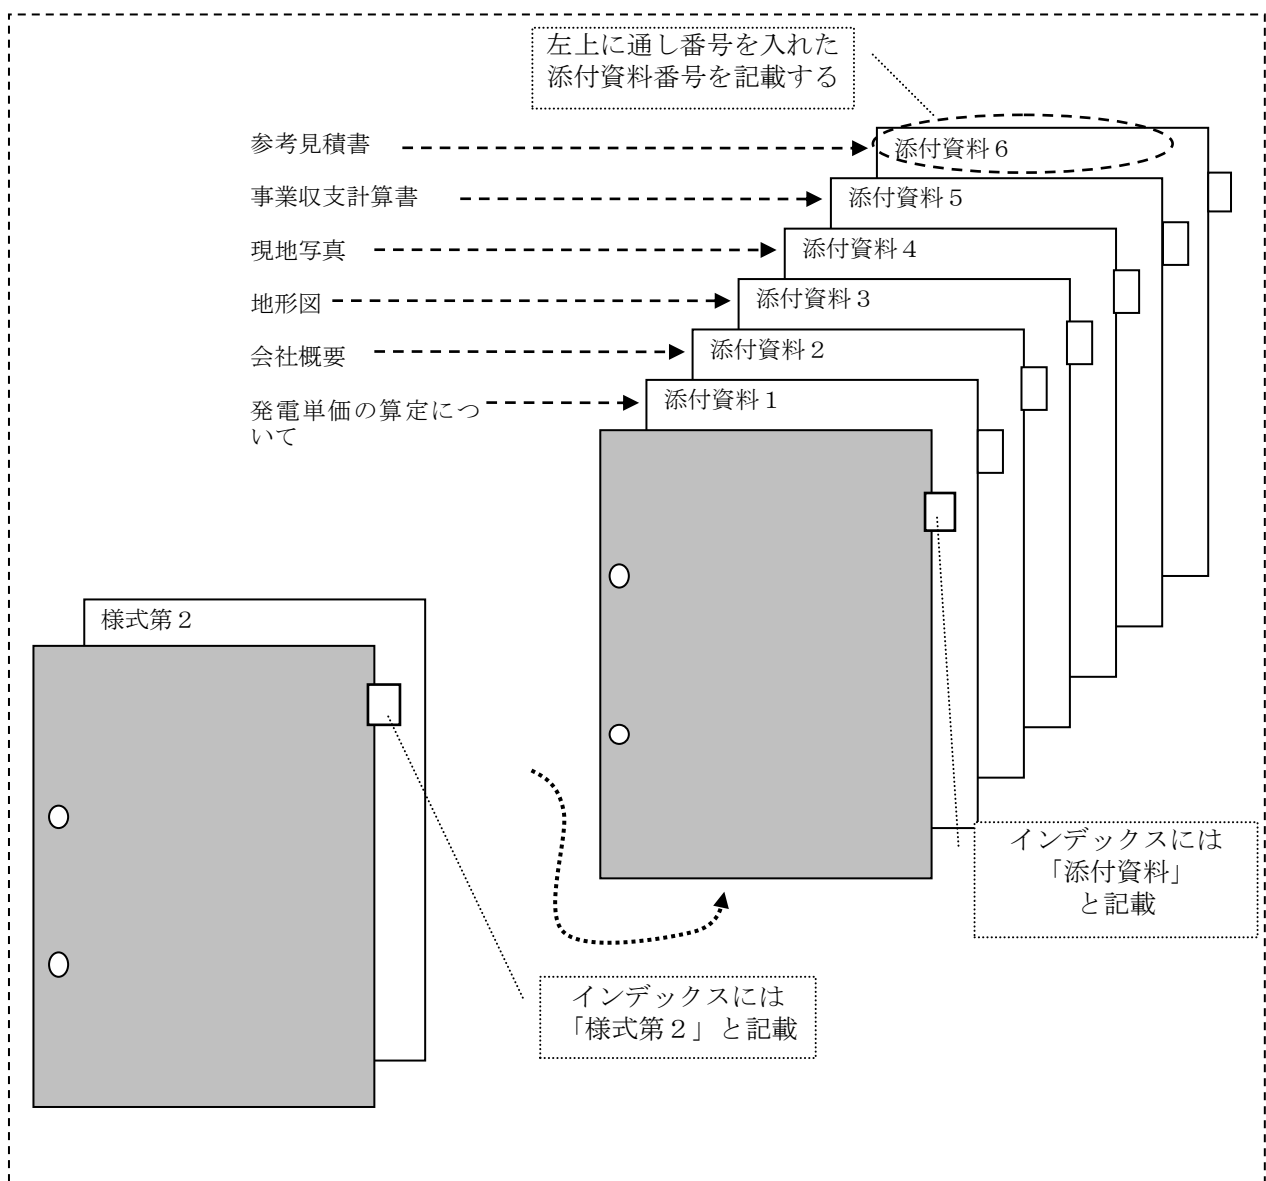 左上に通し番号を入れた
添付資料番号を記載する
参考見積書
添付資料６
事業収支計算書
添付資料５
現地写真
添付資料４
地形図
添付資料３
会社概要
添付資料２
発電単価の算定につ
いて
添付資料１
様式第２
インデックスには
「添付資料」
と記載
インデックスには
「様式第２」と記載